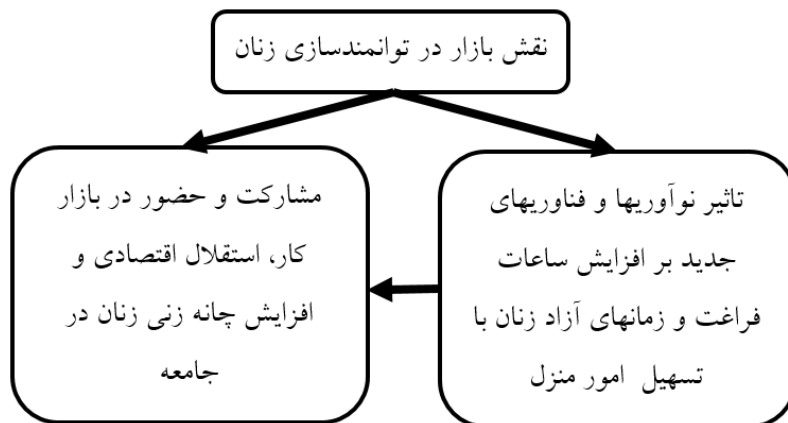 نقش بازار در توانمندسازی زنان
تاثیر نوآوریها و فناوریهای
جدید بر افزایش ساعات
فراغت و زمانهای آزاد زنان با
تسهیل امور منزل
مشارکت و حضور در بازار
کار، استقلال اقتصادی و
افزایش چانه زنی زنان در
جامعه